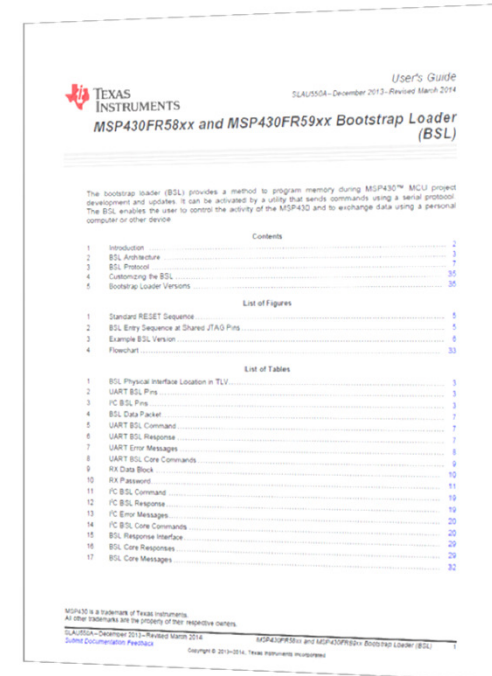 User's Guide
SLAU550A–December 2013–Revised March 2014
TEXAS
INSTRUMENTS
MSP430FR58xx and MSP430FR59xx Bootstrap Loader
(BSL)
The bootstrap loader (BSL) provides a method to program memory during MSP430™ MCU project
development and updates. It can be activated by a utility that sends commands using a serial protocol.
The BSL enables the user to control the activity of the MSP430 and to exchange data using a personal
computer or other device.
Contents
1 Introduction 2
2 BSL Architecture 3
3 BSL Protocol 7
4 Customizing the BSL 35
5 Bootstrap Loader Versions 36
List of Figures
1 Standard RESET Sequence 5
2 BSL Entry Sequence at Shared JTAG Pins 5
3 Example BSL Version 6
4 Flowchart 33
List of Tables
1 BSL Physical Interface Location in TLV 3
2 UART BSL Pins 3
3 I²C BSL Pins 3
4 BSL Data Packet 7
5 UART BSL Command 7
6 UART BSL Response 7
7 UART Error Messages 8
8 UART BSL Core Commands 9
9 RX Data Block 10
10 RX Password 11
11 I²C BSL Command 19
12 I²C BSL Response 19
13 I²C Error Messages 20
14 I²C BSL Core Commands 20
15 BSL Response Interface 29
16 BSL Core Responses 29
17 BSL Core Messages 32
MSP430 is a trademark of Texas Instruments.
All other trademarks are the property of their respective owners.
SLAU550A–December 2013–Revised March 2014 MSP430FR58xx and MSP430FR59xx Bootstrap Loader (BSL) 1
Submit Documentation Feedback
Copyright © 2013–2014, Texas Instruments Incorporated